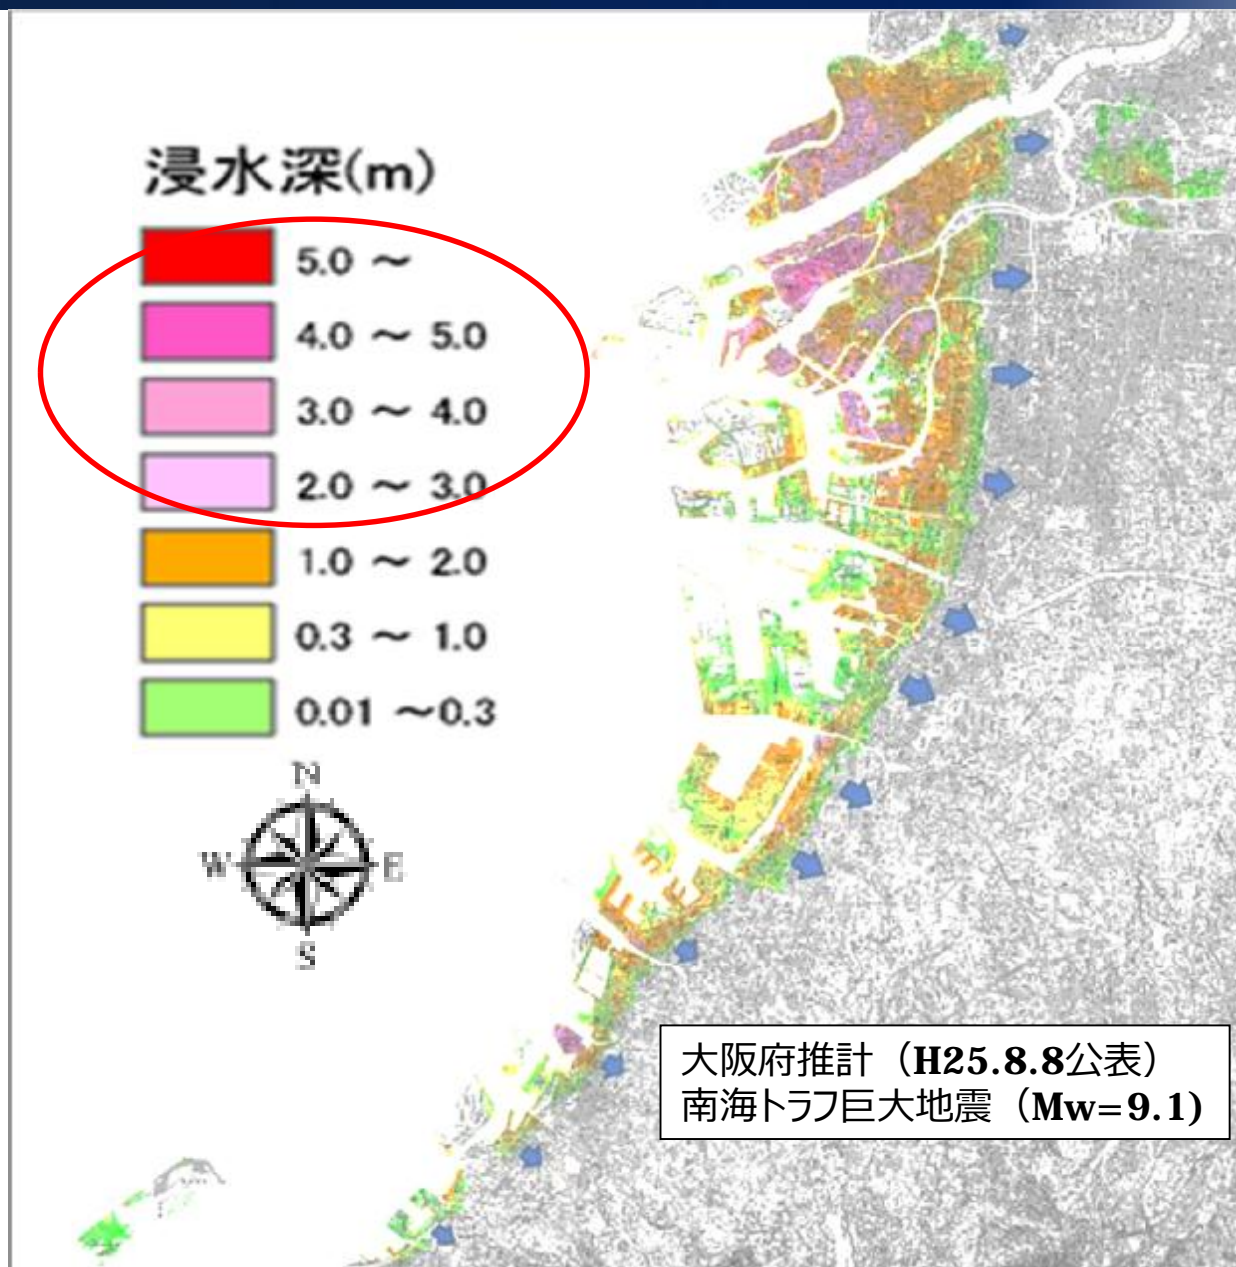 浸水深(m)
5.0 ～
4.0 ～ 5.0
3.0 ～ 4.0
2.0 ～ 3.0
1.0 ～ 2.0
0.3 ～ 1.0
0.01 ～0.3
N
W E
S
大阪府推計（H25.8.8公表）
南海トラフ巨大地震（Mw=9.1)